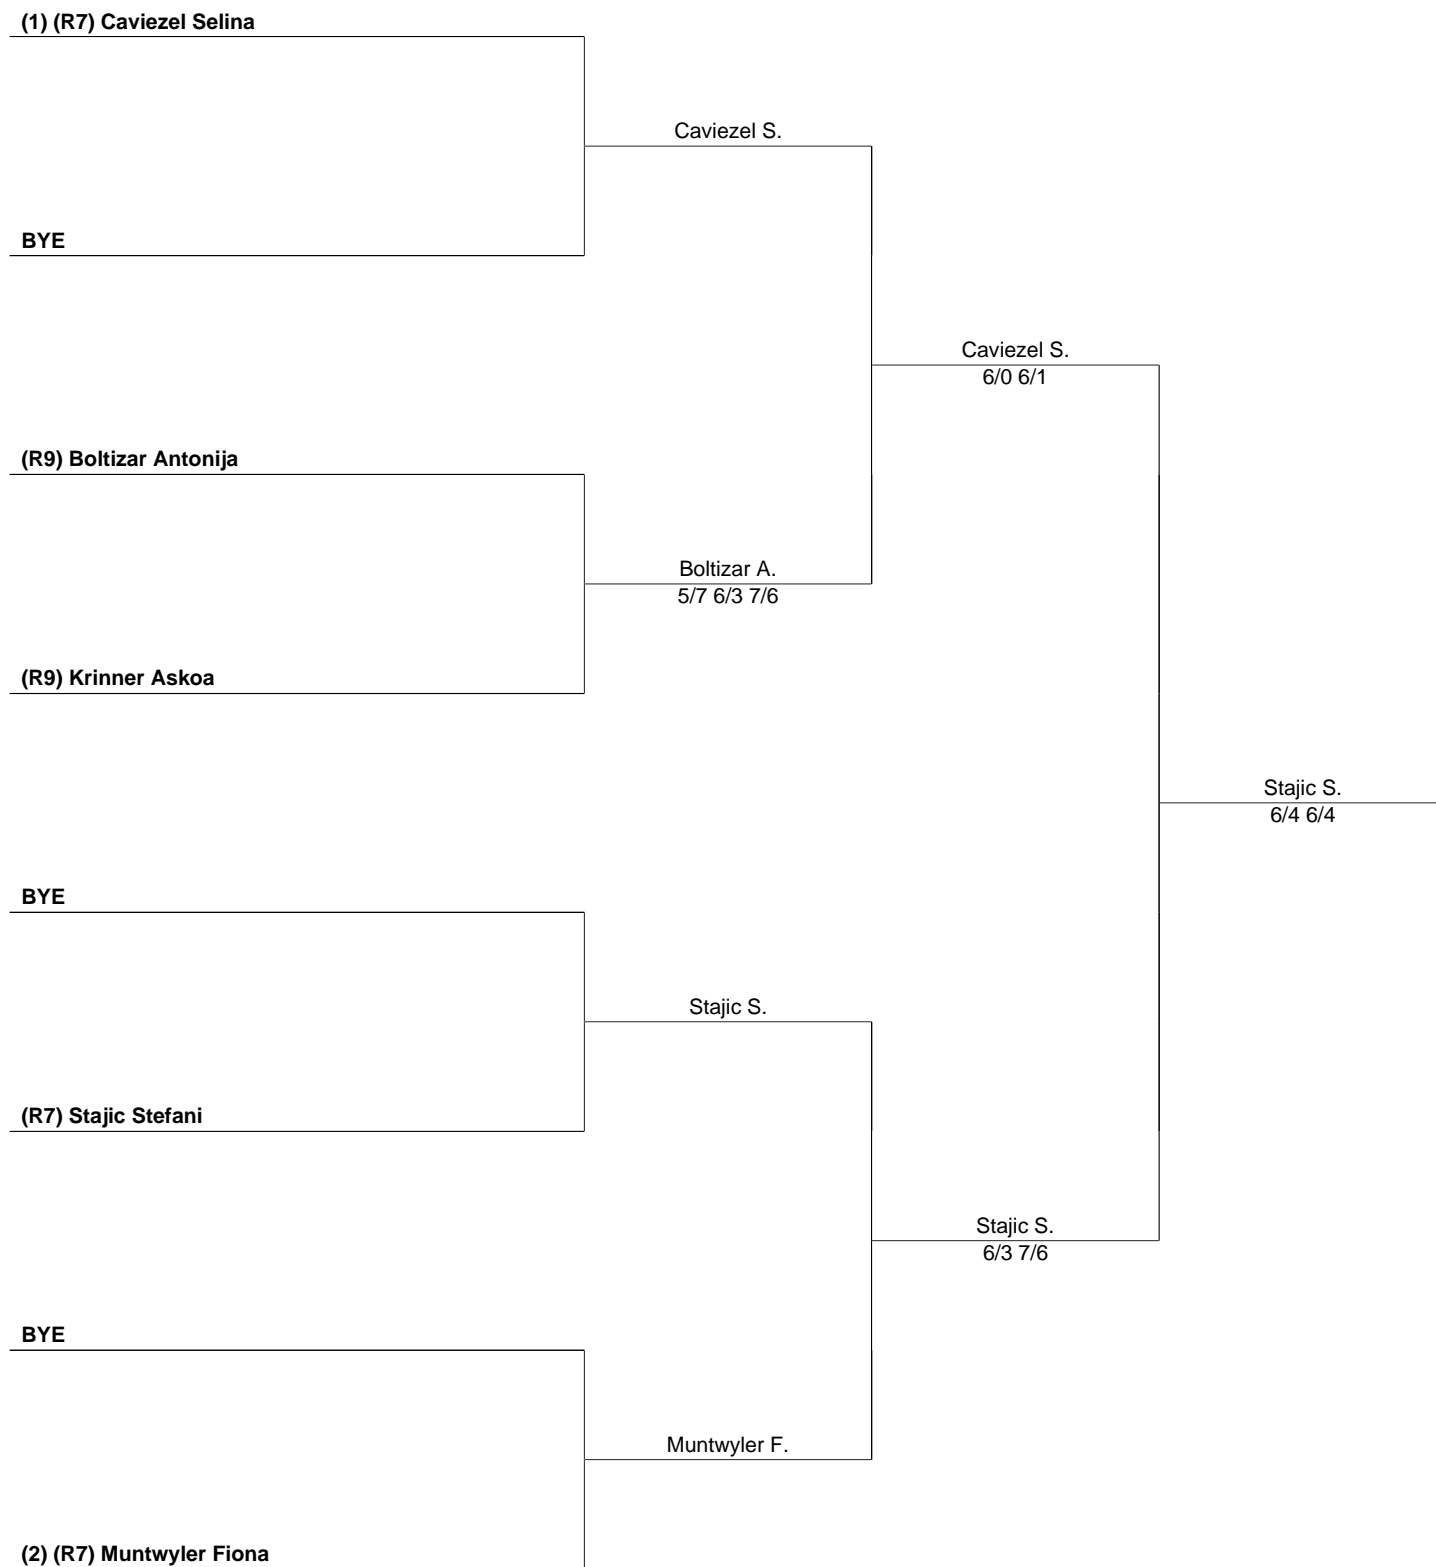 (1) (R7) Caviezel Selina
Caviezel S.
BYE
Caviezel S.
6/0 6/1
(R9) Boltizar Antonija
Boltizar A.
5/7 6/3 7/6
(R9) Krinner Askoa
Stajic S.
6/4 6/4
BYE
Stajic S.
(R7) Stajic Stefani
Stajic S.
6/3 7/6
BYE
Muntwyler F.
(2) (R7) Muntwyler Fiona